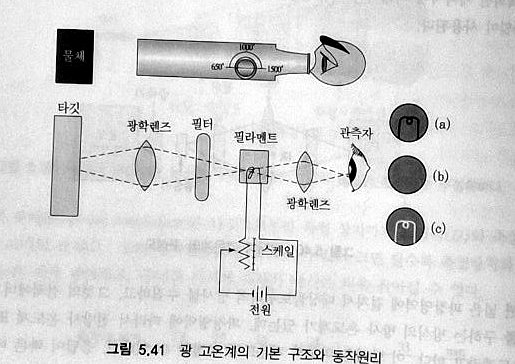 물체
1000°
650°
1500°
타깃
광학렌즈
필터
필라멘트
관측자
(a)
(b)
광학렌즈
(c)
스케일
전원
그림 5.41 광 고온계의 기본 구조와 동작원리